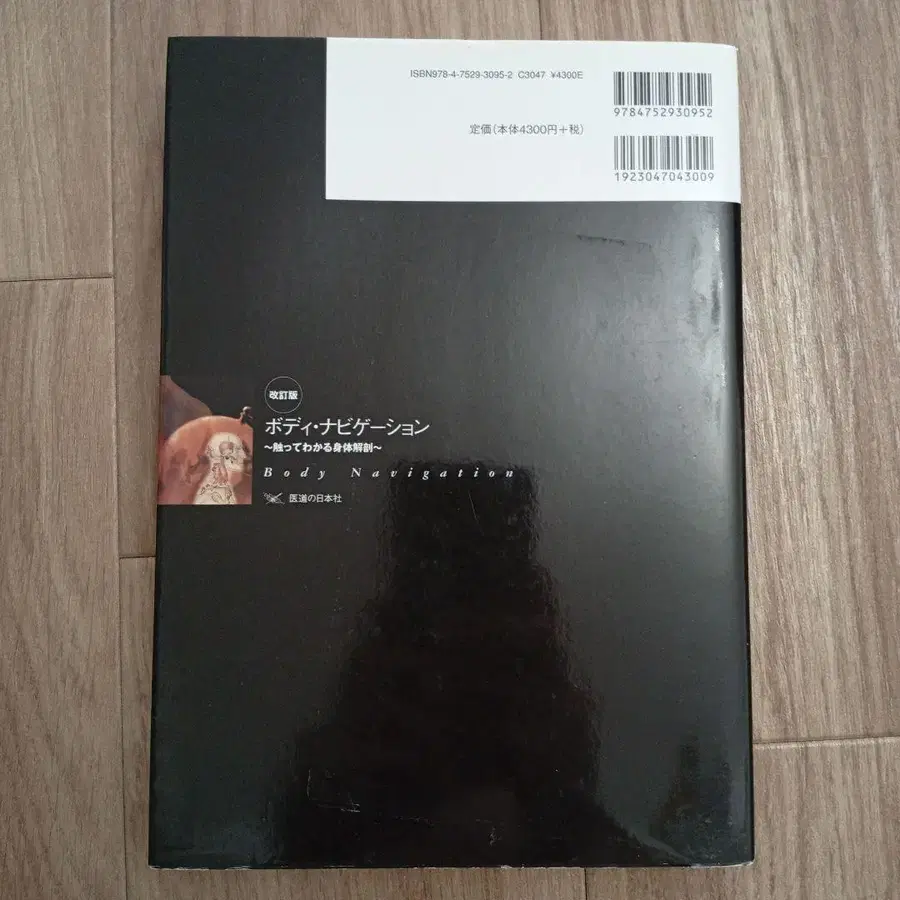 ISBN978-4-7529-3095-2 C3047 ¥4300E
9784752930952
定価(本体4300円+税)
1923047043009
改訂版
ボディ・ナビゲーション
〜触ってわかる身体解剖〜
Body Navigation
医道の日本社